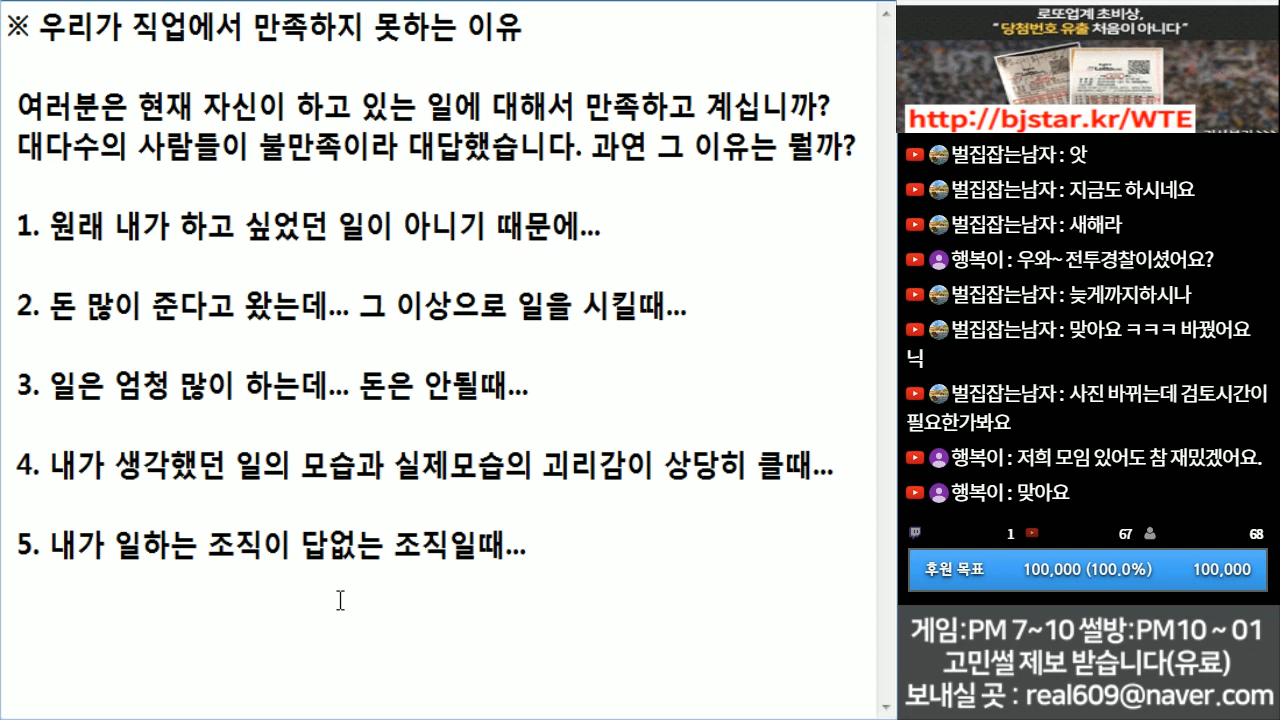 ※ 우리가 직업에서 만족하지 못하는 이유
여러분은 현재 자신이 하고 있는 일에 대해서 만족하고 계십니까?
대다수의 사람들이 불만족이라 대답했습니다. 과연 그 이유는 뭘까?
1. 원래 내가 하고 싶었던 일이 아니기 때문에...
2. 돈 많이 준다고 왔는데... 그 이상으로 일을 시킬때...
3. 일은 엄청 많이 하는데... 돈은 안될때...
4. 내가 생각했던 일의 모습과 실제모습의 괴리감이 상당히 클때...
5. 내가 일하는 조직이 답없는 조직일때...
로또업계 초비상,
"당첨번호 유출 처음이 아니다"
http://bjstar.kr/WTE
벌집잡는남자 : 앗
벌집잡는남자 : 지금도 하시네요
벌집잡는남자 : 새해라
행복이 : 우와~ 전투경찰이셨어요?
벌집잡는남자 : 늦게까지하시나
벌집잡는남자 : 맞아요 ㅋㅋㅋ 바꿨어요
닉
벌집잡는남자 : 사진 바뀌는데 검토시간이
필요한가봐요
행복이 : 저희 모임 있어도 참 재밌겠어요.
행복이 : 맞아요
1 67 68
후원 목표 100,000 (100.0%) 100,000
게임:PM 7~10 썰방:PM10 ~ 01
고민썰 제보 받습니다(유료)
보내실 곳 : real609@naver.com